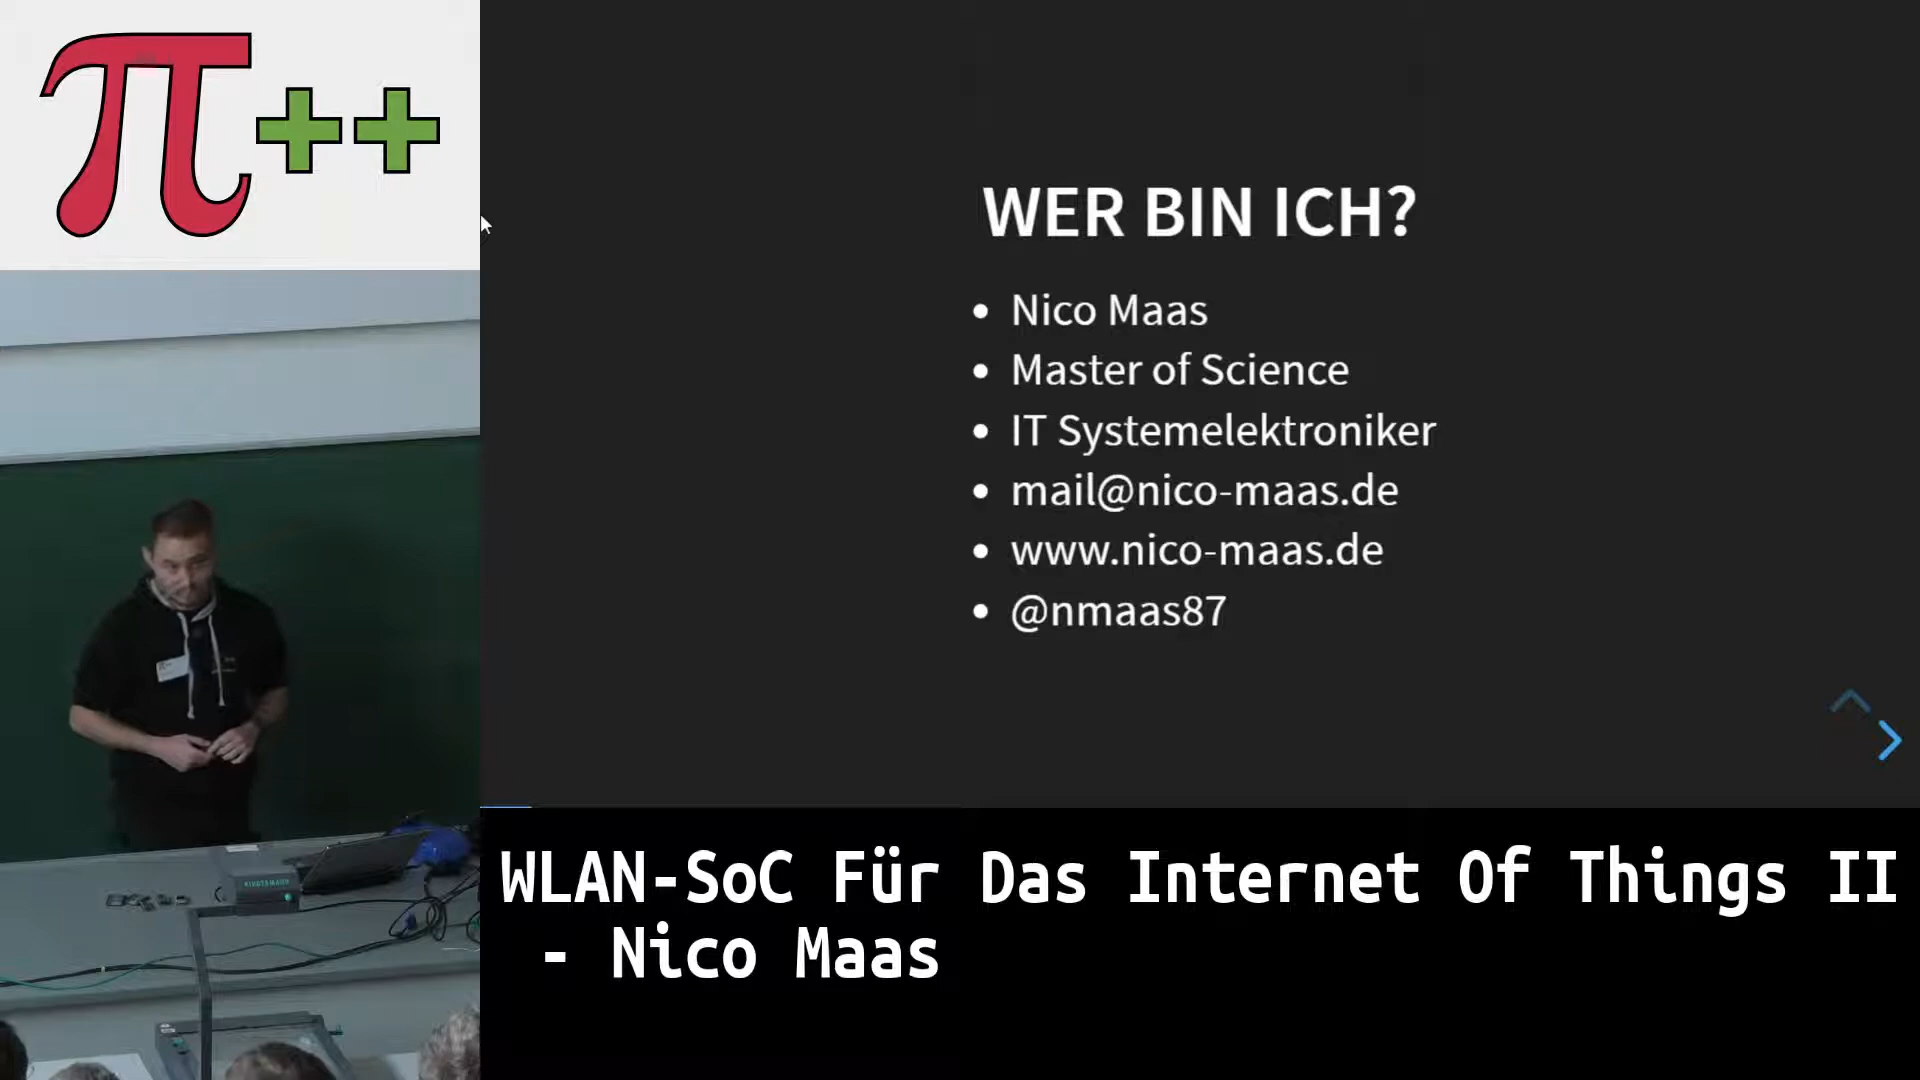 π++
WER BIN ICH?
Nico Maas
Master of Science
IT Systemelektroniker
mail@nico-maas.de
www.nico-maas.de
@nmaas87
WLAN-SoC Für Das Internet Of Things II
- Nico Maas